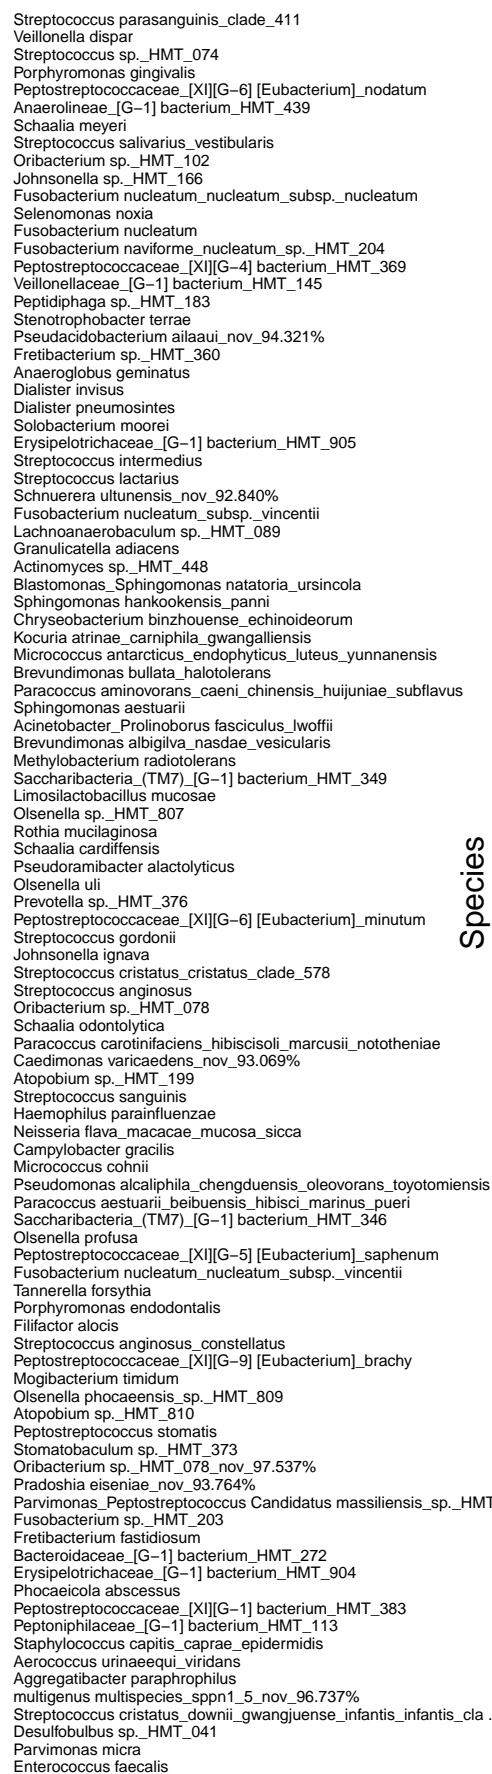 Streptococcus parasanguinis_clade_411
Veillonella dispar
Streptococcus sp._HMT_074
Porphyromonas gingivalis
Peptostreptococcaceae_[XI][G−6] [Eubacterium]_nodatum
Anaerolineae_[G−1] bacterium_HMT_439
Schaalia meyeri
Streptococcus salivarius_vestibularis
Oribacterium sp._HMT_102
Johnsonella sp._HMT_166
Fusobacterium nucleatum_nucleatum_subsp._nucleatum
Selenomonas noxia
Fusobacterium nucleatum
Fusobacterium naviforme_nucleatum_sp._HMT_204
Peptostreptococcaceae_[XI][G−4] bacterium_HMT_369
Veillonellaceae_[G−1] bacterium_HMT_145
Peptidiphaga sp._HMT_183
Stenotrophobacter terrae
Pseudacidobacterium ailaaui_nov_94.321%
Fretibacterium sp._HMT_360
Anaeroglobus geminatus
Dialister invisus
Dialister pneumosintes
Solobacterium moorei
Erysipelotrichaceae_[G−1] bacterium_HMT_905
Streptococcus intermedius
Streptococcus lactarius
Schnuerera ultunensis_nov_92.840%
Fusobacterium nucleatum_subsp._vincentii
Lachnoanaerobaculum sp._HMT_089
Granulicatella adiacens
Actinomyces sp._HMT_448
Blastomonas_Sphingomonas natatoria_ursincola
Sphingomonas hankookensis_panni
Chryseobacterium binzhouense_echinoideorum
Kocuria atrinae_carniphila_gwangalliensis
Micrococcus antarcticus_endophyticus_luteus_yunnanensis
Brevundimonas bullata_halotolerans
Paracoccus aminovorans_caeni_chinensis_huijuniae_subflavus
Sphingomonas aestuarii
Acinetobacter_Prolinoborus fasciculus_lwoffii
Brevundimonas albigilva_nasdae_vesicularis
Methylobacterium radiotolerans
Saccharibacteria_(TM7)_[G−1] bacterium_HMT_349
Limosilactobacillus mucosae
Olsenella sp._HMT_807
Rothia mucilaginosa
Schaalia cardiffensis
Pseudoramibacter alactolyticus
Olsenella uli
Prevotella sp._HMT_376
Peptostreptococcaceae_[XI][G−6] [Eubacterium]_minutum
Streptococcus gordonii
Johnsonella ignava
Streptococcus cristatus_cristatus_clade_578
Streptococcus anginosus
Oribacterium sp._HMT_078
Schaalia odontolytica
Paracoccus carotinifaciens_hibiscisoli_marcusii_nototheniae
Caedimonas varicaedens_nov_93.069%
Atopobium sp._HMT_199
Streptococcus sanguinis
Haemophilus parainfluenzae
Neisseria flava_macacae_mucosa_sicca
Campylobacter gracilis
Micrococcus cohnii
Pseudomonas alcaliphila_chengduensis_oleovorans_toyotomiensis
Paracoccus aestuarii_beibuensis_hibisci_marinus_pueri
Saccharibacteria_(TM7)_[G−1] bacterium_HMT_346
Olsenella profusa
Peptostreptococcaceae_[XI][G−5] [Eubacterium]_saphenum
Fusobacterium nucleatum_nucleatum_subsp._vincentii
Tannerella forsythia
Porphyromonas endodontalis
Filifactor alocis
Streptococcus anginosus_constellatus
Peptostreptococcaceae_[XI][G−9] [Eubacterium]_brachy
Mogibacterium timidum
Olsenella phocaeensis_sp._HMT_809
Atopobium sp._HMT_810
Peptostreptococcus stomatis
Stomatobaculum sp._HMT_373
Oribacterium sp._HMT_078_nov_97.537%
Pradoshia eiseniae_nov_93.764%
Parvimonas_Peptostreptococcus Candidatus massiliensis_sp._HMT
Fusobacterium sp._HMT_203
Fretibacterium fastidiosum
Bacteroidaceae_[G−1] bacterium_HMT_272
Erysipelotrichaceae_[G−1] bacterium_HMT_904
Phocaeicola abscessus
Peptostreptococcaceae_[XI][G−1] bacterium_HMT_383
Peptoniphilaceae_[G−1] bacterium_HMT_113
Staphylococcus capitis_caprae_epidermidis
Aerococcus urinaeequi_viridans
Aggregatibacter paraphrophilus
multigenus multispecies_sppn1_5_nov_96.737%
Streptococcus cristatus_downii_gwangjuense_infantis_infantis_cla .
Desulfobulbus sp._HMT_041
Parvimonas micra
Enterococcus faecalis
Species